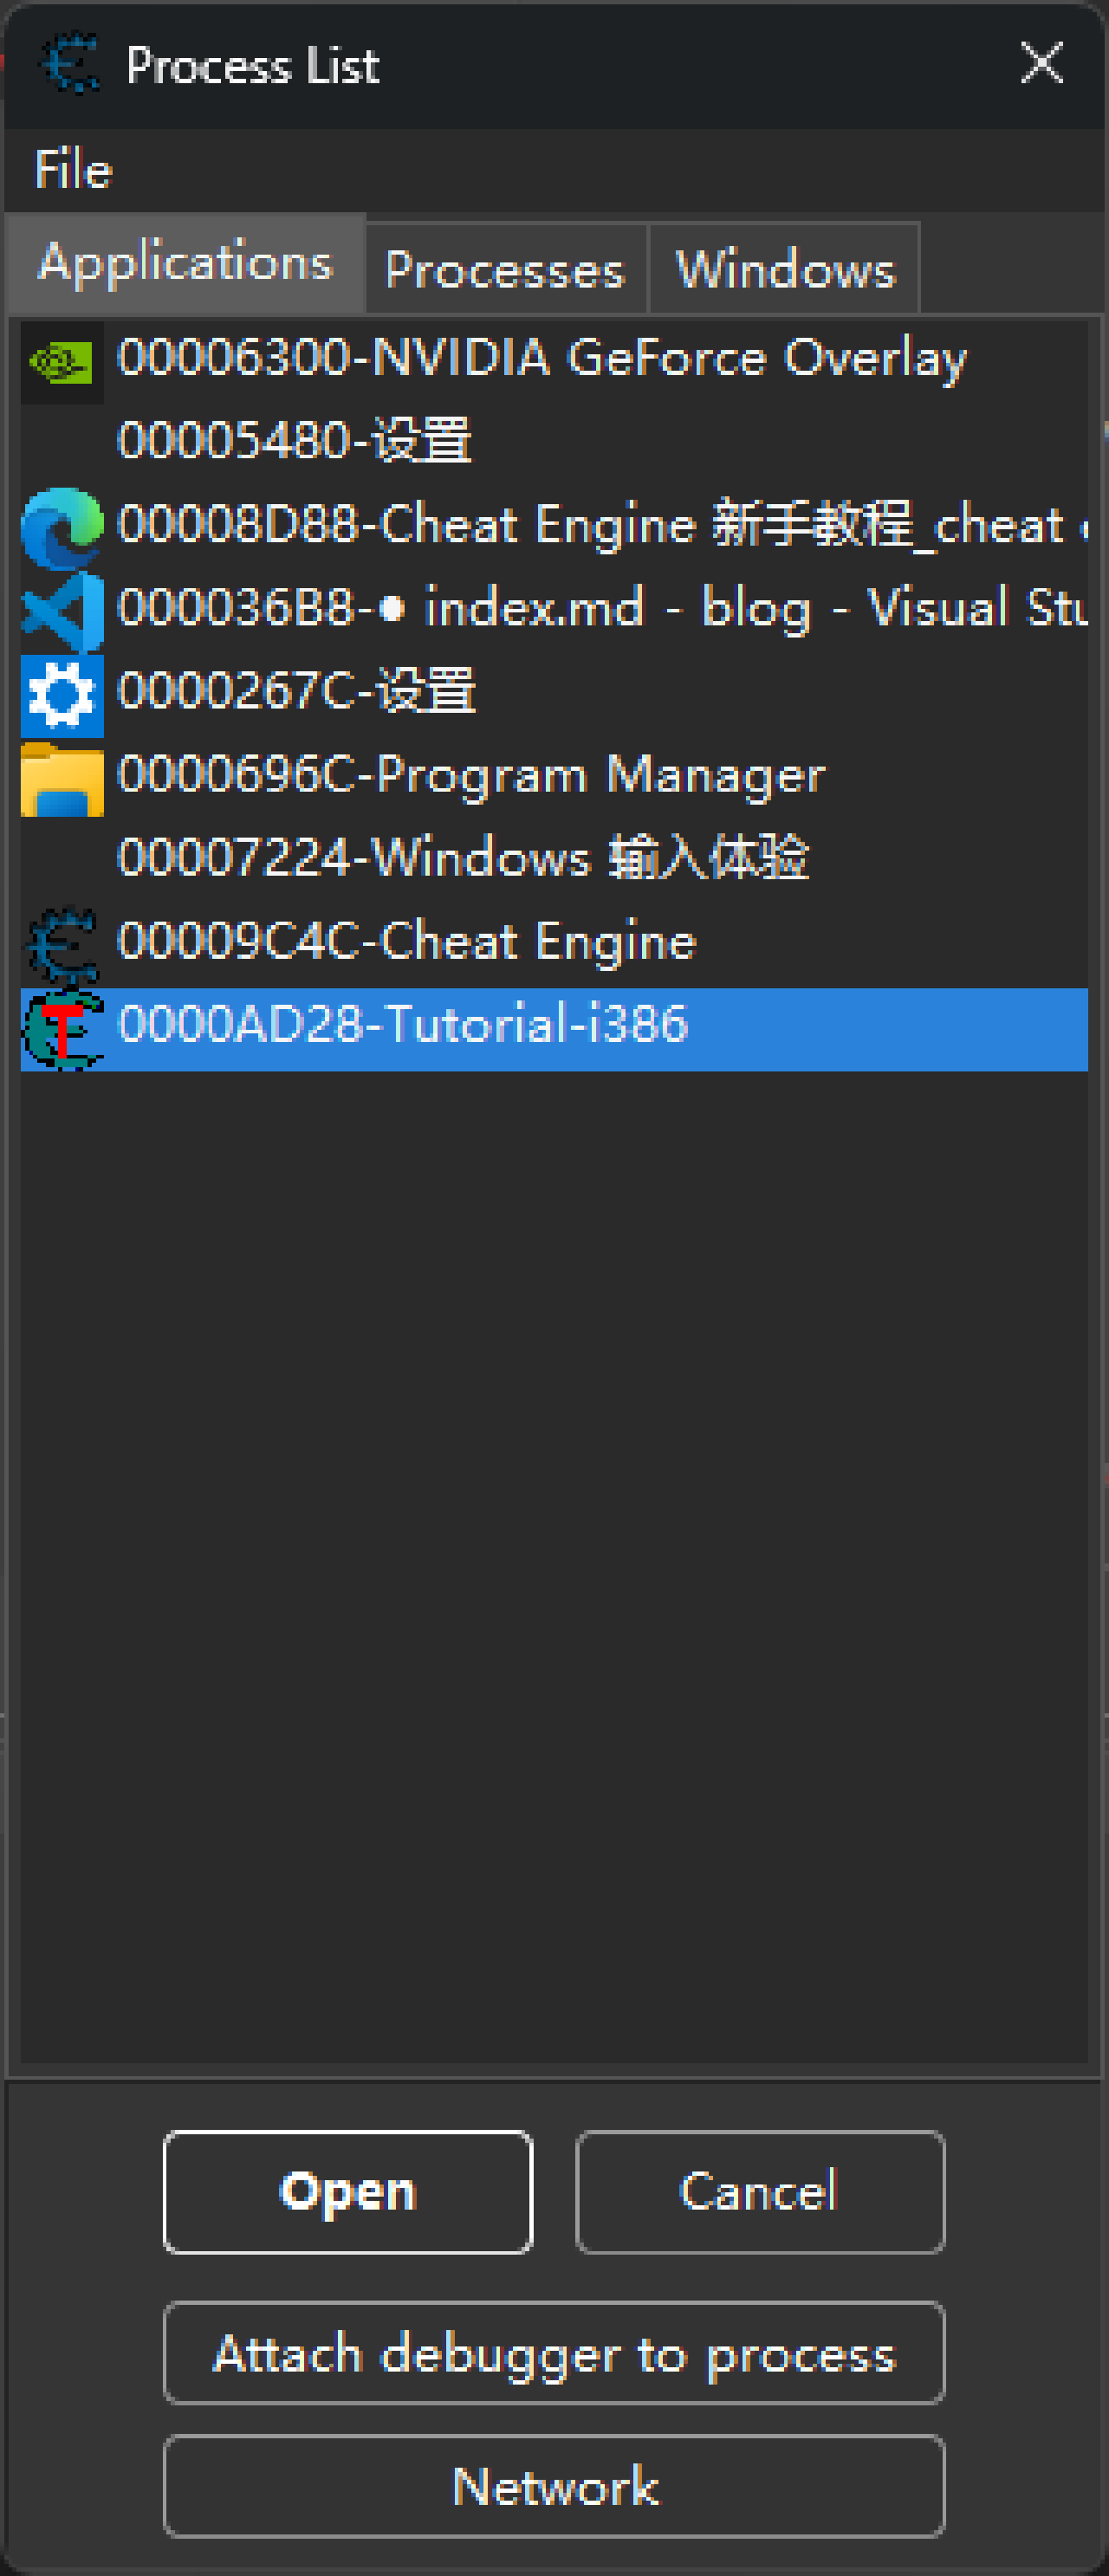 Process List
File
Applications Processes Windows
00006300-NVIDIA GeForce Overlay
00005480-设置
00008D88-Cheat Engine 新手教程_cheat
000036B8-● index.md - blog - Visual Stu
0000267C-设置
0000696C-Program Manager
00007224-Windows 输入体验
00009C4C-Cheat Engine
0000AD28-Tutorial-i386
Open Cancel
Attach debugger to process
Network